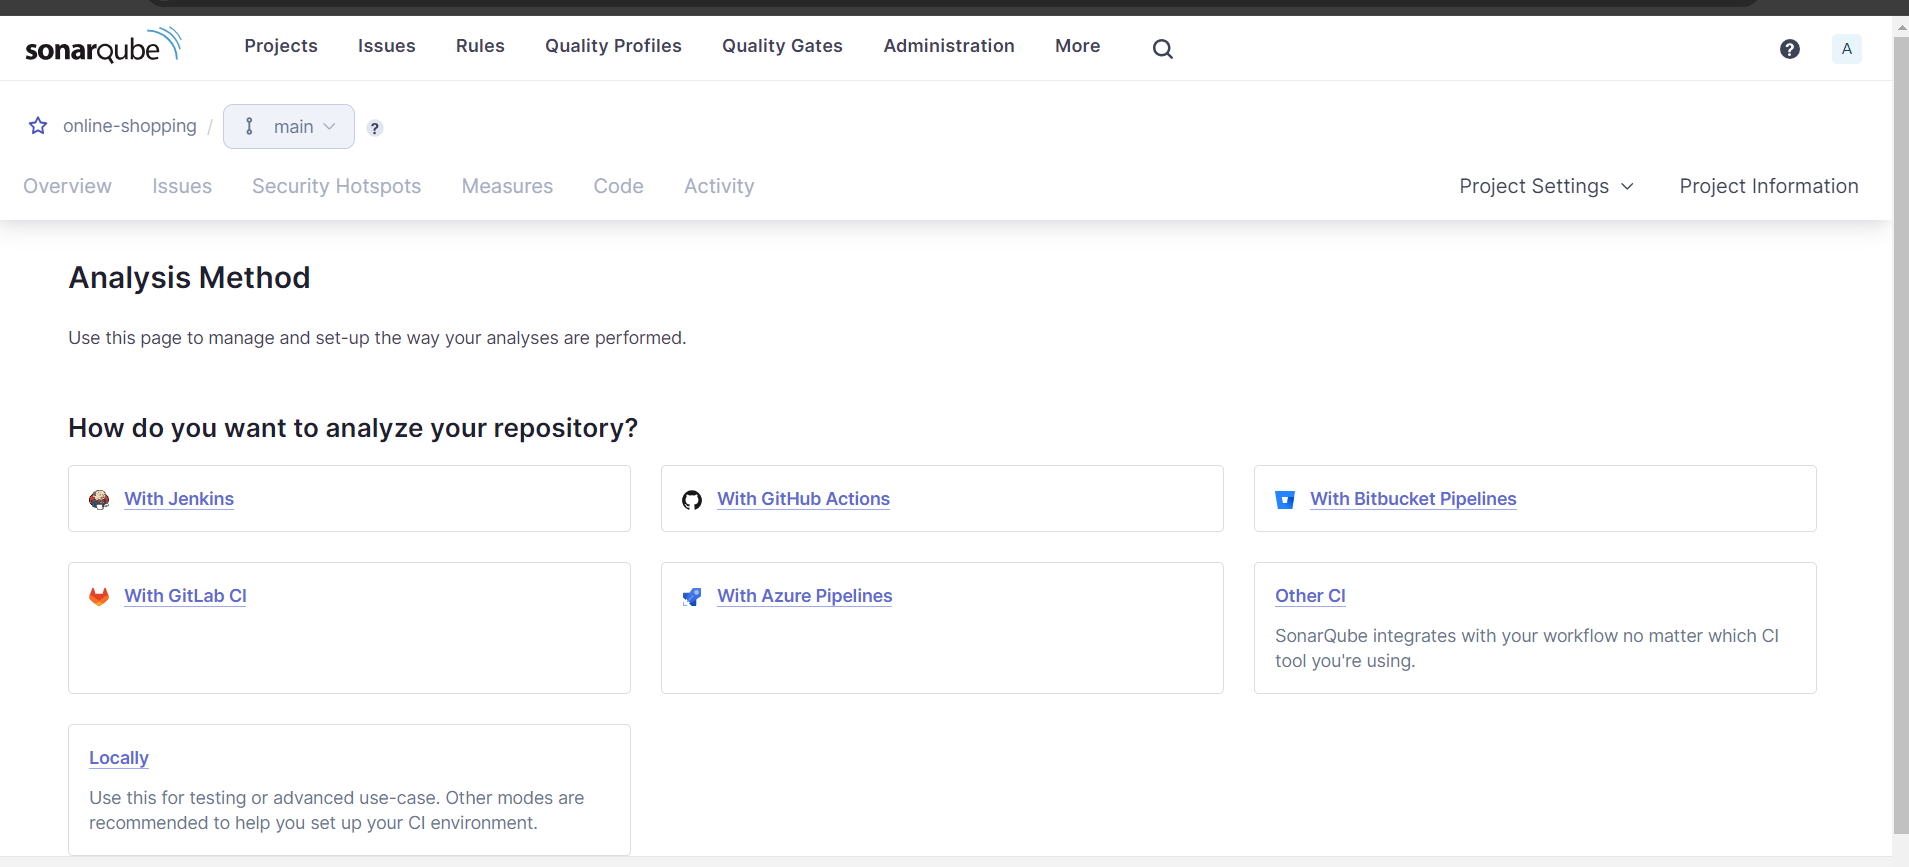 sonarqube Projects Issues Rules Quality Profiles Quality Gates Administration More ? A
online-shopping / main ?
Overview Issues Security Hotspots Measures Code Activity Project Settings Project Information
Analysis Method
Use this page to manage and set-up the way your analyses are performed.
How do you want to analyze your repository?
With Jenkins
With GitHub Actions
With Bitbucket Pipelines
With GitLab CI
With Azure Pipelines
Other CI
SonarQube integrates with your workflow no matter which CI
tool you're using.
Locally
Use this for testing or advanced use-case. Other modes are
recommended to help you set up your CI environment.